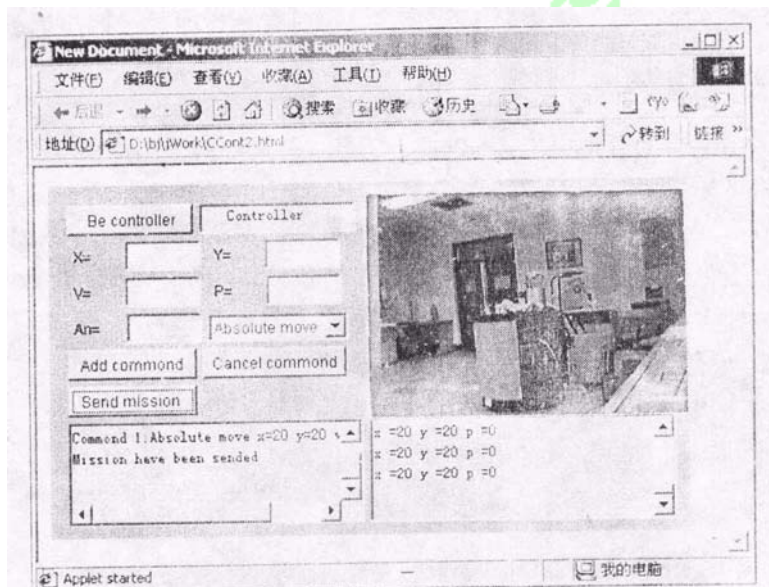 New Document - Microsoft Internet Explorer
文件(F) 编辑(E) 查看(V) 收藏(A) 工具(T) 帮助(H)
后退 搜索 收藏 历史
地址(D) D:\bf\jWork\CCont2.html 转到 链接 »
Be controller Controller
X= Y=
V= P=
An= Absolute move
Add commond Cancel commond
Send mission
Commond 1:Absolute move x=20 y=20
Mission have been sended
x =20 y =20 p =0
x =20 y =20 p =0
x =20 y =20 p =0
Applet started 我的电脑